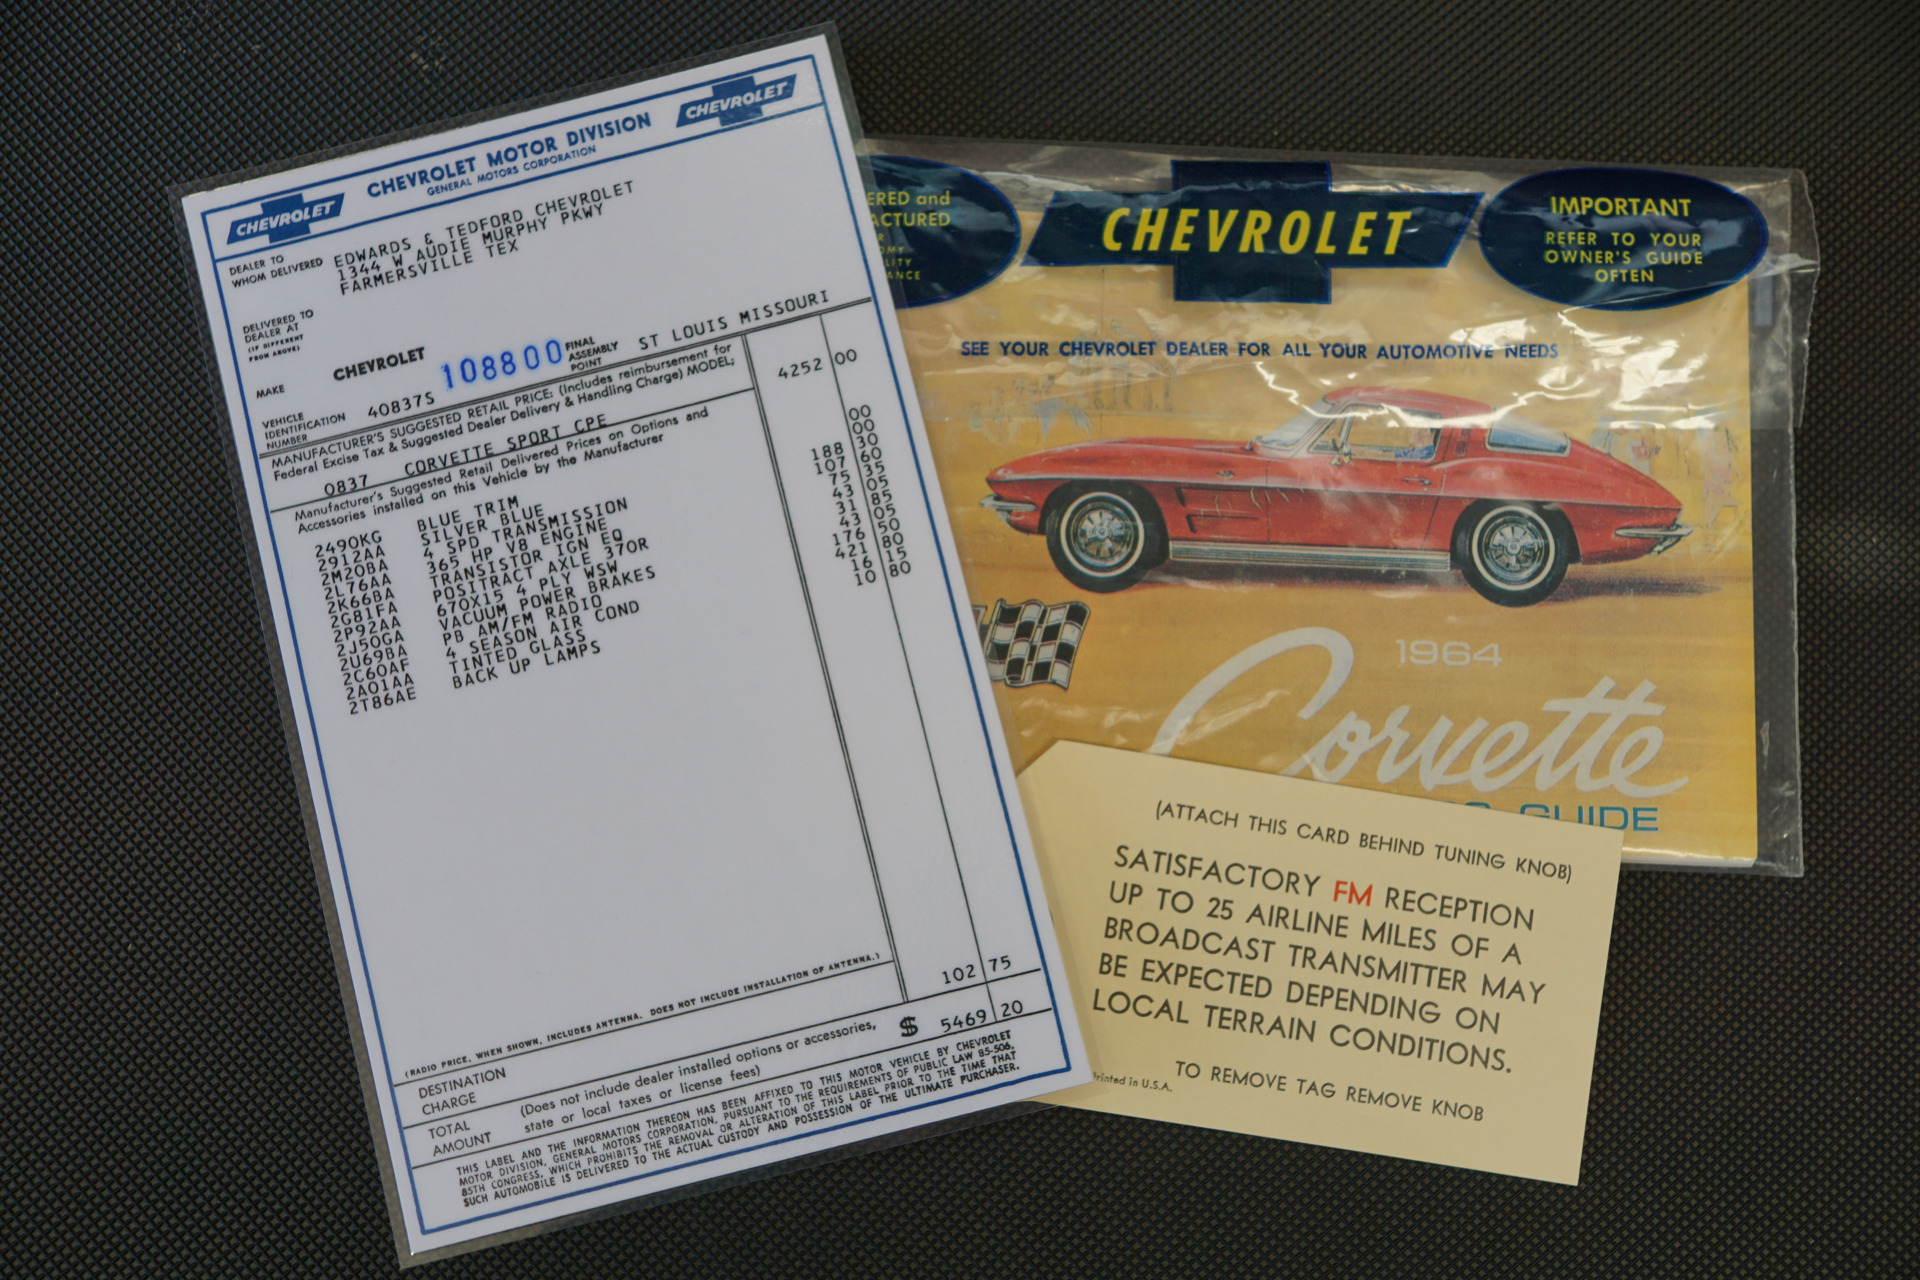 CHEVROLET
CHEVROLET MOTOR DIVISION
GENERAL MOTORS CORPORATION
CHEVROLET
DEALER TO
WHOM DELIVERED
EDWARDS & TEDFORD CHEVROLET
1344 W AUDIE MURPHY PKWY
FARMERSVILLE TEX
DELIVERED TO
DEALER AT
(IF DIFFERENT
FROM ABOVE)
MAKE CHEVROLET
VEHICLE
IDENTIFICATION
NUMBER
40837S 108800
FINAL
ASSEMBLY
POINT
ST LOUIS MISSOURI
MANUFACTURER'S SUGGESTED RETAIL PRICE: (Includes reimbursement for
Federal Excise Tax & Suggested Dealer Delivery & Handling Charge) MODEL;
0837 CORVETTE SPORT CPE 4252 00
Manufacturer's Suggested Retail Delivered Prices on Options and
Accessories installed on this Vehicle by the Manufacturer
2490KG BLUE TRIM 00
2912AA SILVER BLUE 00
2M20BA 4 SPD TRANSMISSION 188 30
2L76AA 365 HP V8 ENGINE 107 60
2K66BA TRANSISTOR IGN EQ 75 35
2G81FA POSITRACT AXLE 370R 43 05
2P92AA 670X15 4 PLY WSW 31 85
2J50GA VACUUM POWER BRAKES 43 05
2U69BA PB AM/FM RADIO 176 50
2C60AF 4 SEASON AIR COND 421 80
2A01AA TINTED GLASS 16 15
2T86AE BACK UP LAMPS 10 80
(RADIO PRICE, WHEN SHOWN, INCLUDES ANTENNA. DOES NOT INCLUDE INSTALLATION OF ANTENNA.)
DESTINATION
CHARGE
102 75
TOTAL
AMOUNT
(Does not include dealer installed options or accessories,
state or local taxes or license fees)
$ 5469 20
THIS LABEL AND THE INFORMATION THEREON HAS BEEN AFFIXED TO THIS MOTOR VEHICLE BY CHEVROLET
MOTOR DIVISION, GENERAL MOTORS CORPORATION, PURSUANT TO THE REQUIREMENTS OF PUBLIC LAW 85-506,
85TH CONGRESS, WHICH PROHIBITS THE REMOVAL OR ALTERATION OF THIS LABEL PRIOR TO THE TIME THAT
SUCH AUTOMOBILE IS DELIVERED TO THE ACTUAL CUSTODY AND POSSESSION OF THE ULTIMATE PURCHASER.
ERED and
ACTURED
R
OMY
LITY
ANCE
CHEVROLET
IMPORTANT
REFER TO YOUR
OWNER'S GUIDE
OFTEN
SEE YOUR CHEVROLET DEALER FOR ALL YOUR AUTOMOTIVE NEEDS
1964
Corvette
GUIDE
(ATTACH THIS CARD BEHIND TUNING KNOB)
SATISFACTORY FM RECEPTION
UP TO 25 AIRLINE MILES OF A
BROADCAST TRANSMITTER MAY
BE EXPECTED DEPENDING ON
LOCAL TERRAIN CONDITIONS.
TO REMOVE TAG REMOVE KNOB
Printed in U.S.A.